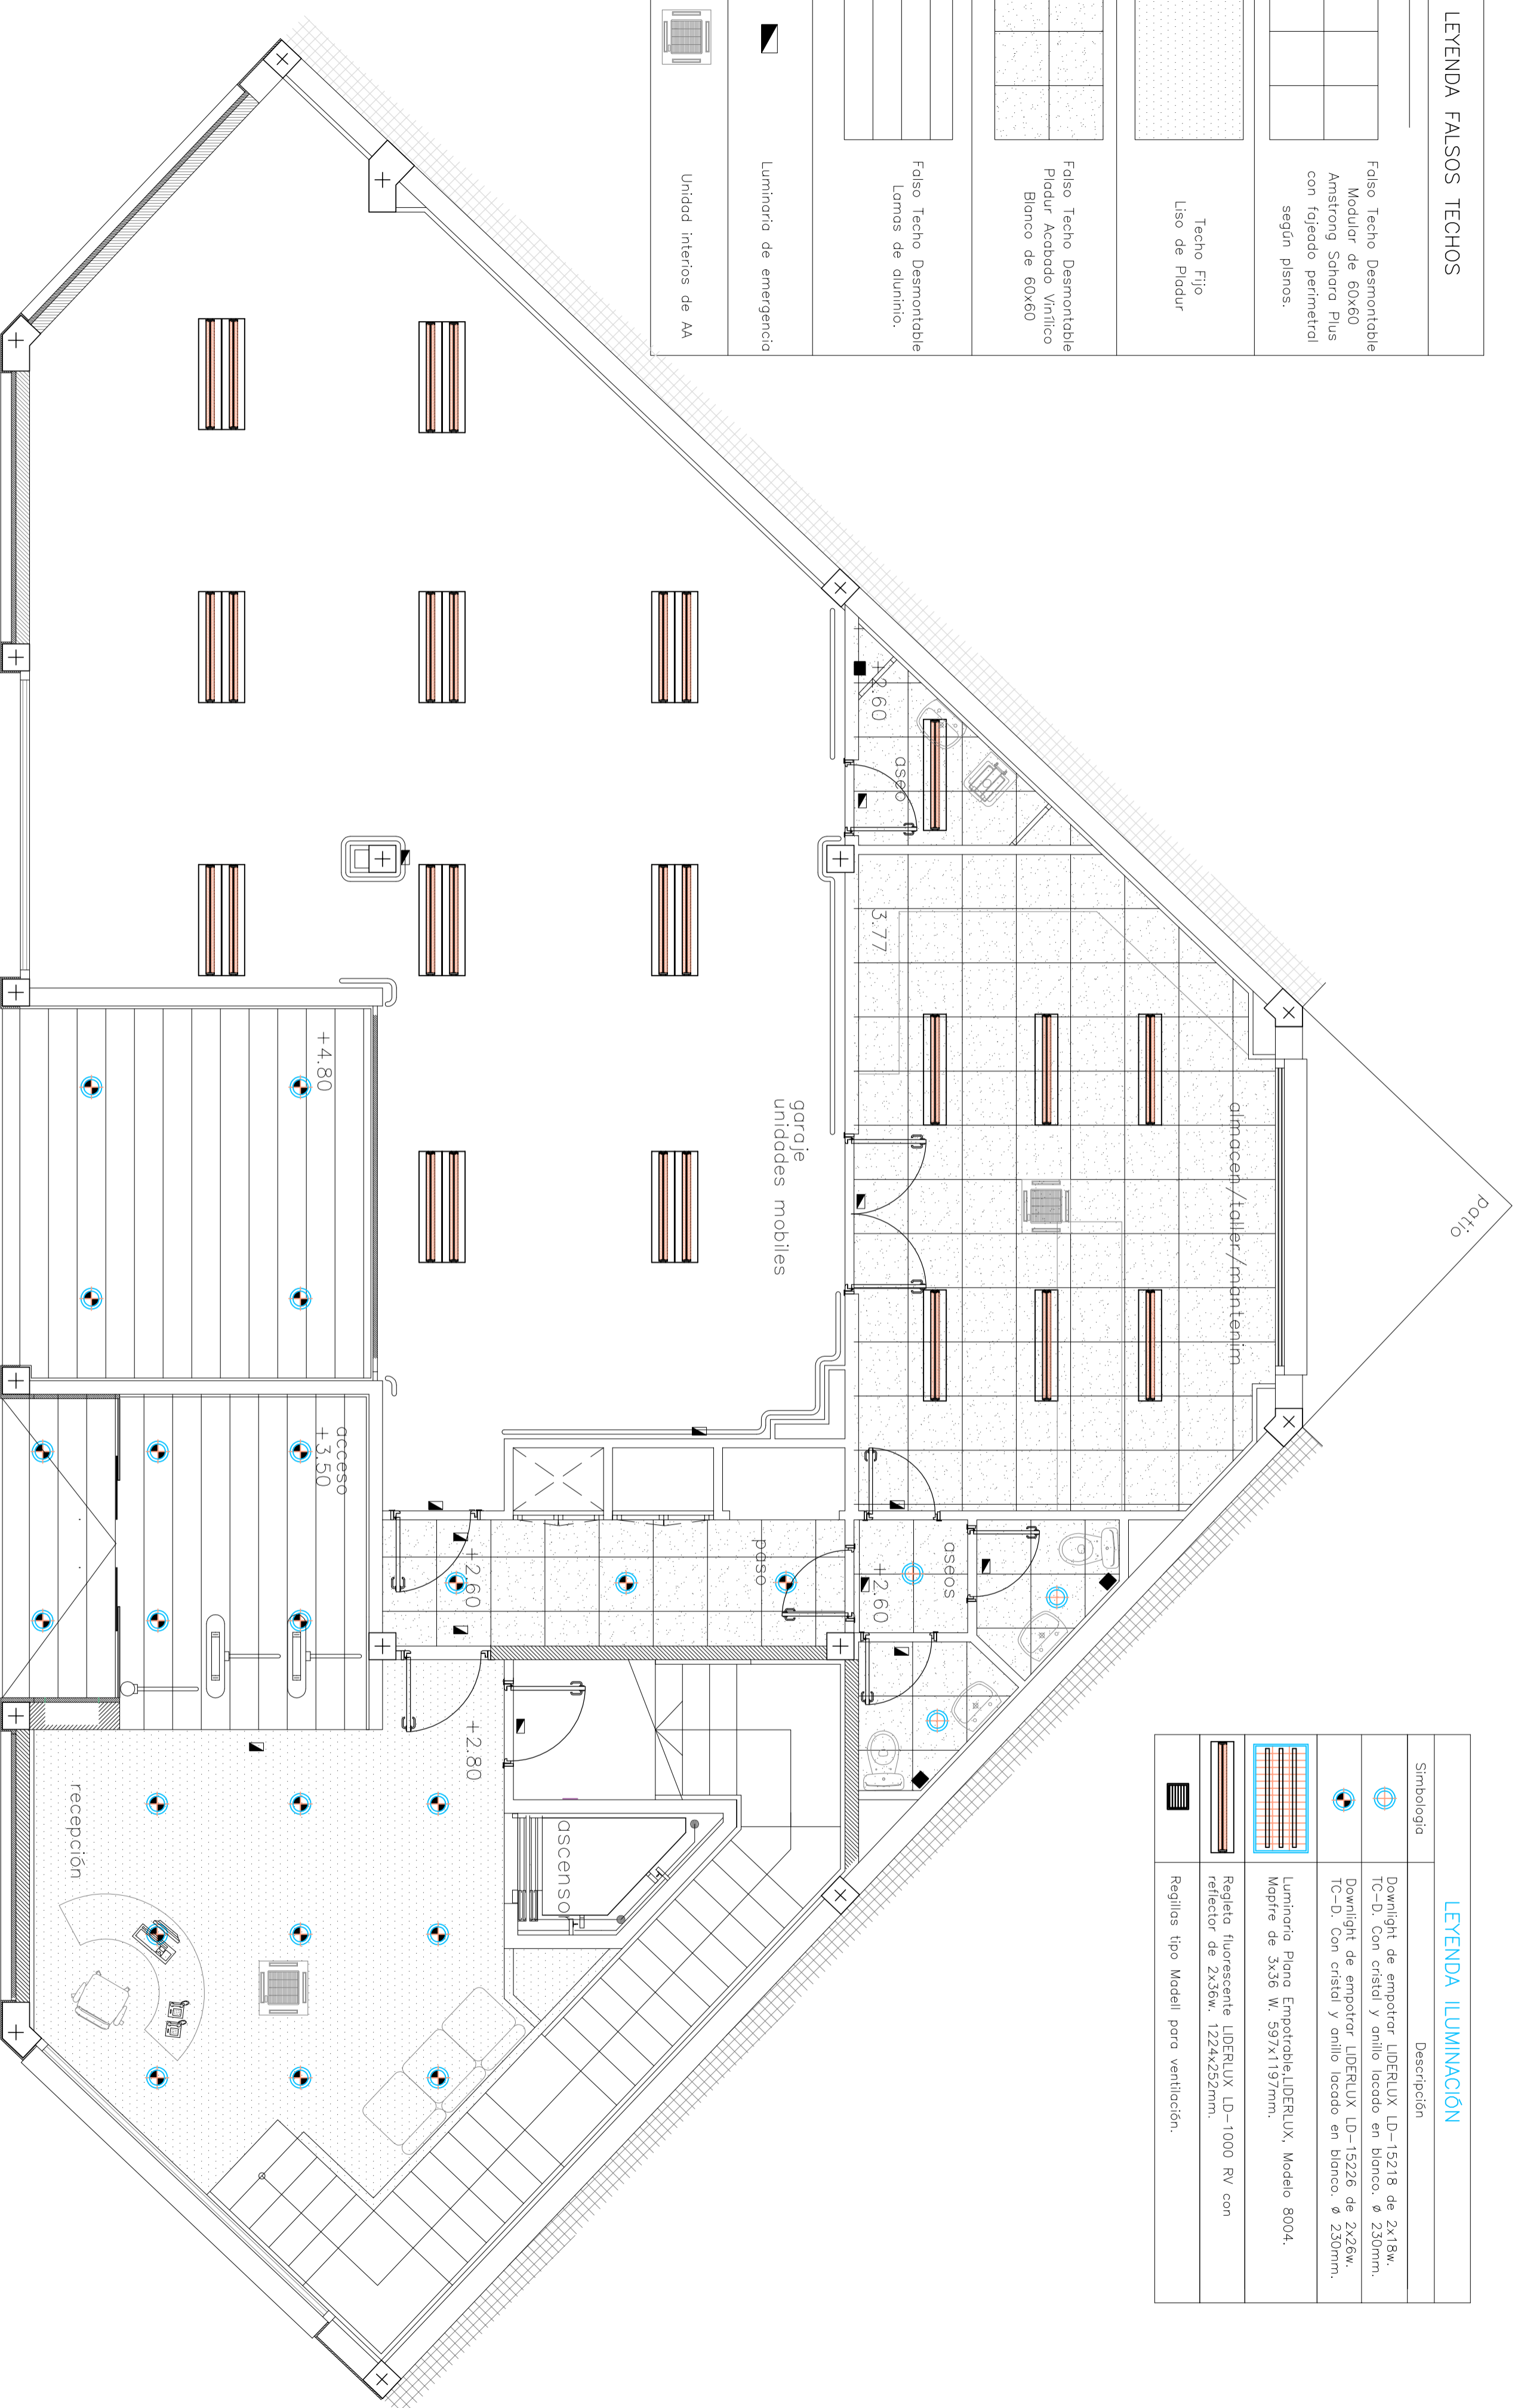 LEYENDA FALSOS TECHOS
Falso Techo Desmontable
Modular de 60x60
Amstrong Sahara Plus
con fajeado perimetral
según plsnos.
Techo Fijo
Liso de Pladur
Falso Techo Desmontable
Pladur Acabado Vinílico
Blanco de 60x60
Falso Techo Desmontable
Lamas de aluninio.
Luminaria de emergencia
Unidad interios de AA
patio
almacen/taller/mantenim
+2.60
aseo
3.77
garaje
unidades mobiles
+4.80
acceso
+3.50
aseos
+2.60
paso
+2.60
+2.80
ascensor
recepción
LEYENDA ILUMINACIÓN
Simbologia
Descripción
Downlight de empotrar LIDERLUX LD-15218 de 2x18w.
TC-D. Con cristal y anillo lacado en blanco. ø 230mm.
Downlight de empotrar LIDERLUX LD-15226 de 2x26w.
TC-D. Con cristal y anillo lacado en blanco. ø 230mm.
Luminaria Plana Empotrable,LIDERLUX, Modelo 8004.
Mapfre de 3x36 W. 597x1197mm.
Regleta fluorescente LIDERLUX LD-1000 RV con
reflector de 2x36w. 1224x252mm.
Regillas tipo Madell para ventilación.